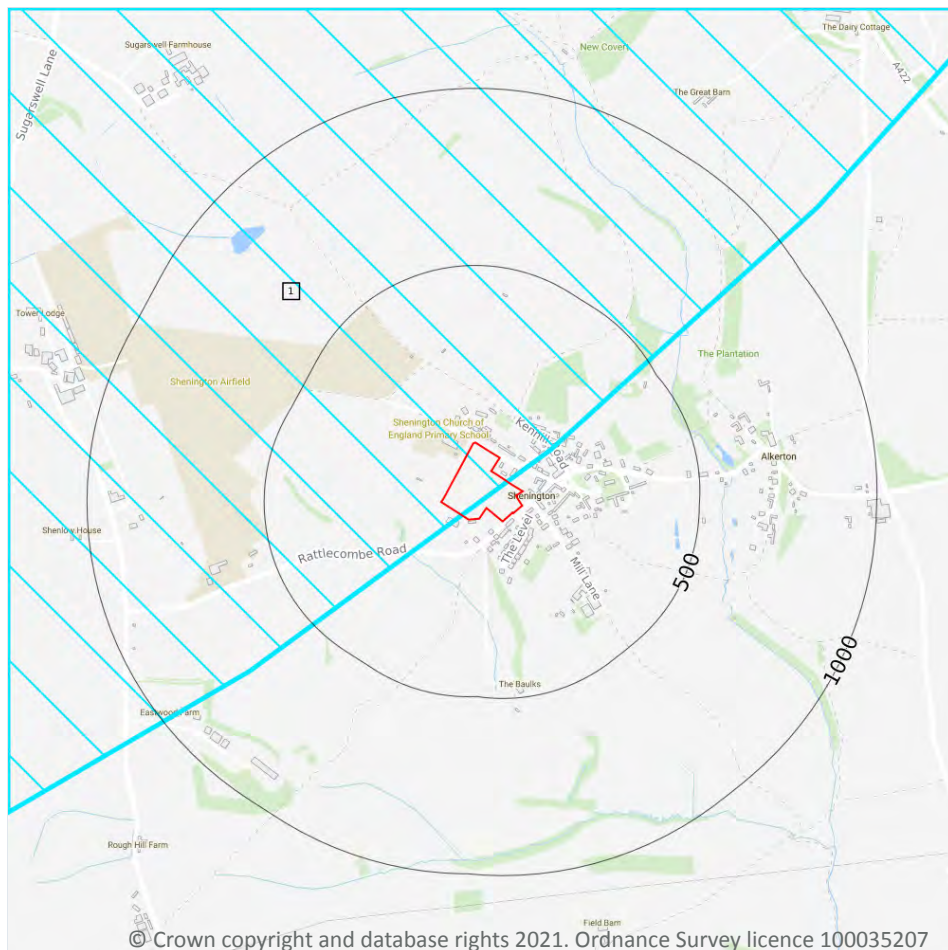 The Dairy Cottage
Sugarswell Farmhouse
New Covert
A422
Sugarswell Lane
The Great Barn
1
Tower Lodge
The Plantation
Shenington Airfield
Shenington Church of
England Primary School
Kenhill Road
Alkerton
Shenington
Shenlow House
The Level
Rattlecombe Road
Mill Lane
500
1000
The Baulks
Eastwood Farm
Rough Hill Farm
Field Barn
© Crown copyright and database rights 2021. Ordnance Survey licence 100035207